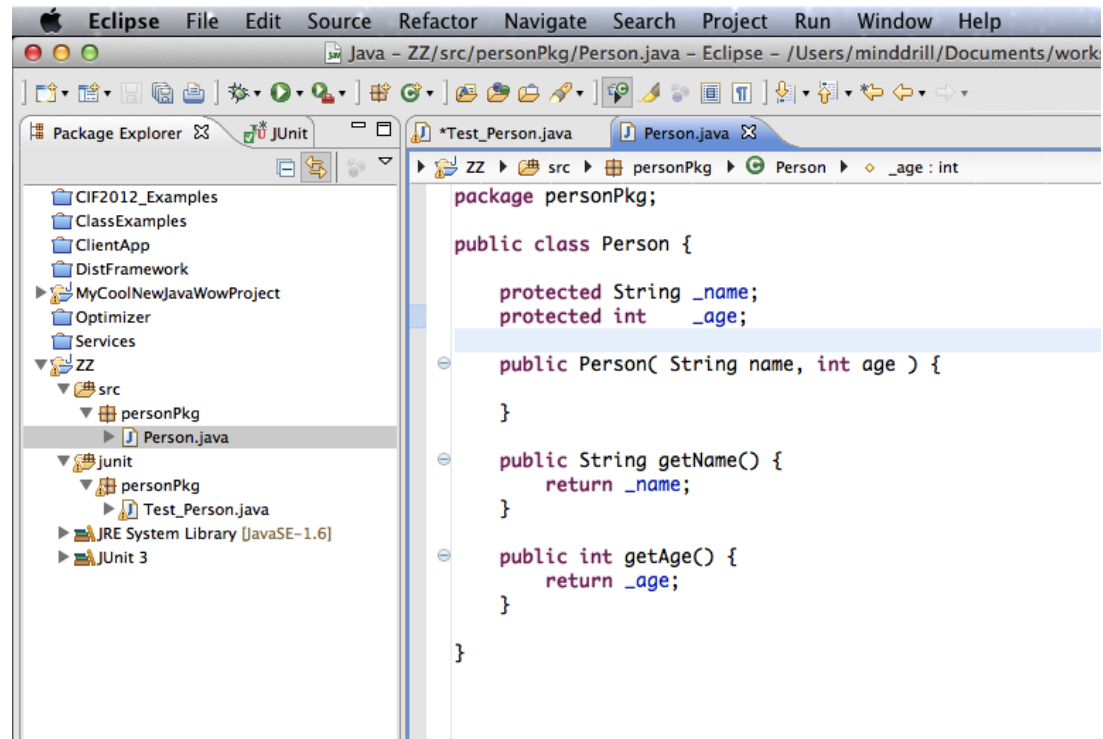 Eclipse File Edit Source Refactor Navigate Search Project Run Window Help
Java – ZZ/src/personPkg/Person.java – Eclipse – /Users/minddrill/Documents/works
Package Explorer JUnit
*Test_Person.java Person.java
ZZ src personPkg Person _age : int
CIF2012_Examples
ClassExamples
ClientApp
DistFramework
MyCoolNewJavaWowProject
Optimizer
Services
ZZ
src
personPkg
Person.java
junit
personPkg
Test_Person.java
JRE System Library [JavaSE-1.6]
JUnit 3
package personPkg;
public class Person {
protected String _name;
protected int _age;
public Person( String name, int age ) {
}
public String getName() {
return _name;
}
public int getAge() {
return _age;
}
}